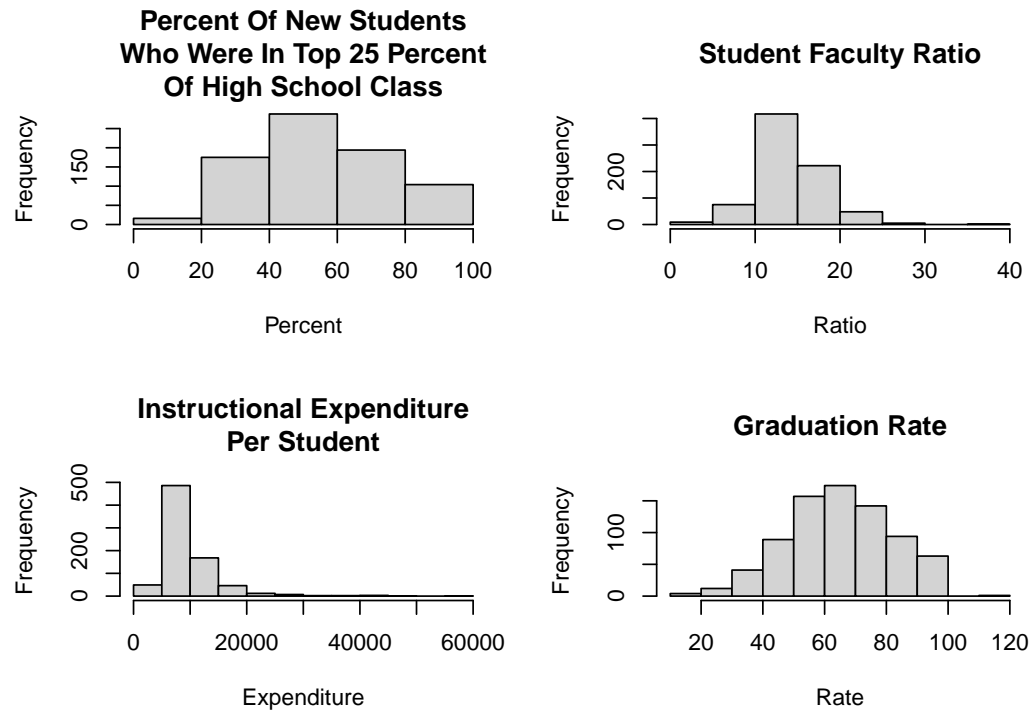 Percent Of New Students
Who Were In Top 25 Percent
Of High School Class
Frequency
150
0
0 20 40 60 80 100
Percent
Student Faculty Ratio
Frequency
200
0
0 10 20 30 40
Ratio
Instructional Expenditure
Per Student
Frequency
500
200
0
0 20000 40000 60000
Expenditure
Graduation Rate
Frequency
100
0
20 40 60 80 100 120
Rate